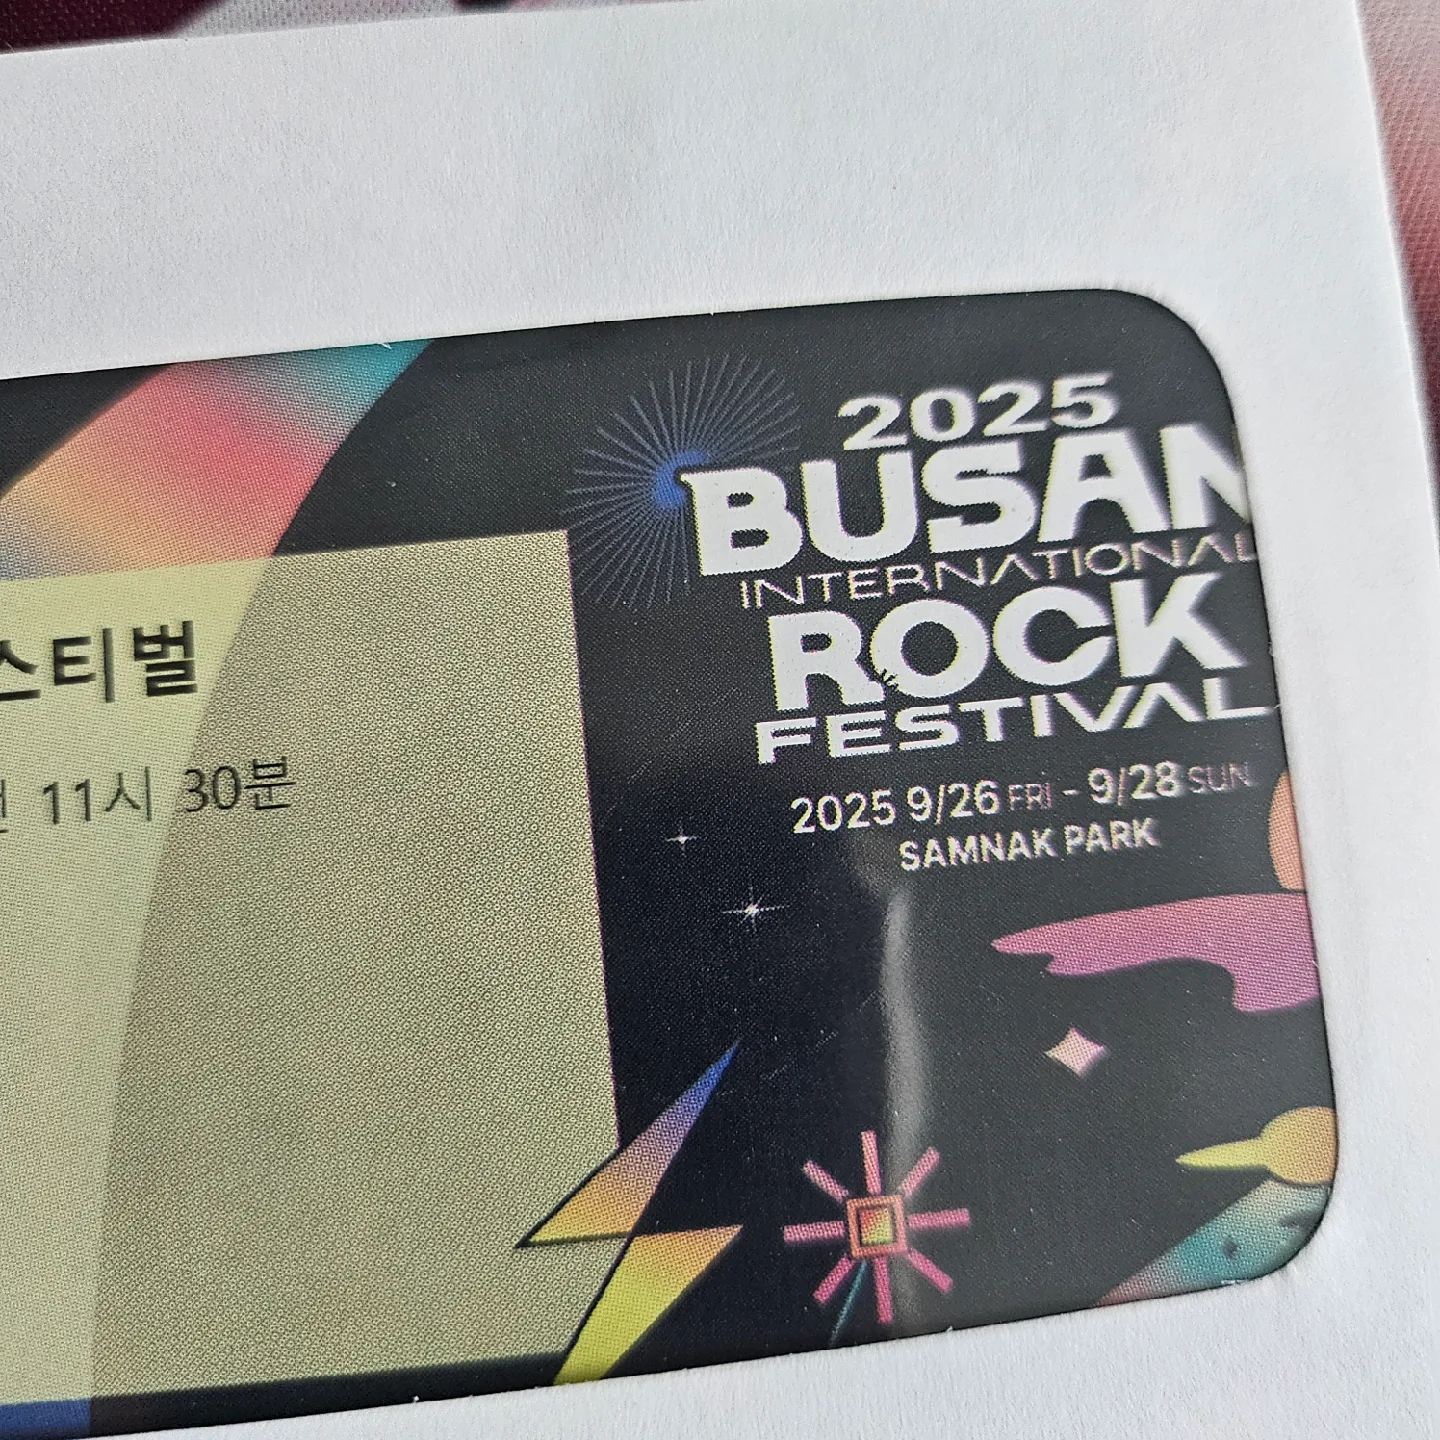 스티벌
11시 30분
2025
BUSAN
INTERNATIONAL
ROCK
FESTIVAL
2025 9/26 FRI - 9/28 SUN
SAMNAK PARK